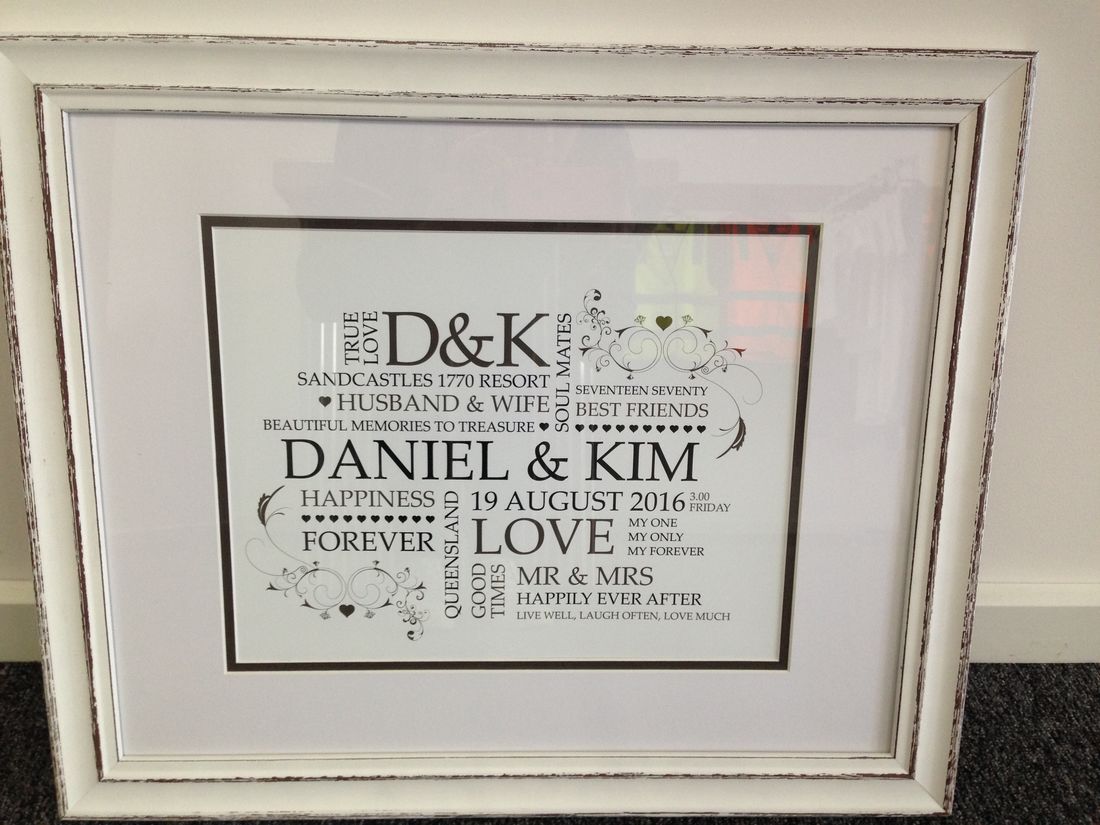 TRUE
LOVE
D&K
SOUL MATES
SANDCASTLES 1770 RESORT
SEVENTEEN SEVENTY
HUSBAND & WIFE
BEST FRIENDS
BEAUTIFUL MEMORIES TO TREASURE
DANIEL & KIM
HAPPINESS
FOREVER
QUEENSLAND
19 AUGUST 2016
3.00
FRIDAY
LOVE
MY ONE
MY ONLY
MY FOREVER
GOOD
TIMES
MR & MRS
HAPPILY EVER AFTER
LIVE WELL, LAUGH OFTEN, LOVE MUCH